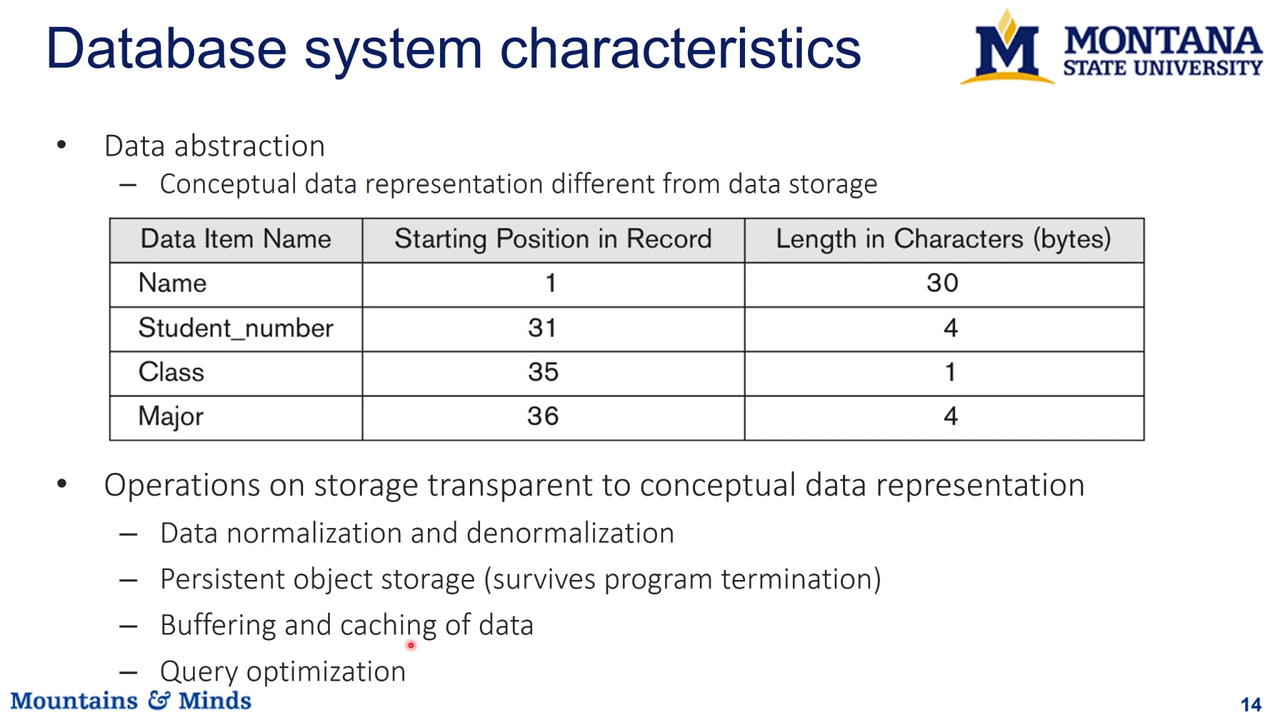 Database system characteristics
MONTANA
STATE UNIVERSITY
• Data abstraction
– Conceptual data representation different from data storage
Data Item Name Starting Position in Record Length in Characters (bytes)
Name 1 30
Student_number 31 4
Class 35 1
Major 36 4
• Operations on storage transparent to conceptual data representation
– Data normalization and denormalization
– Persistent object storage (survives program termination)
– Buffering and caching of data
– Query optimization
Mountains & Minds
14